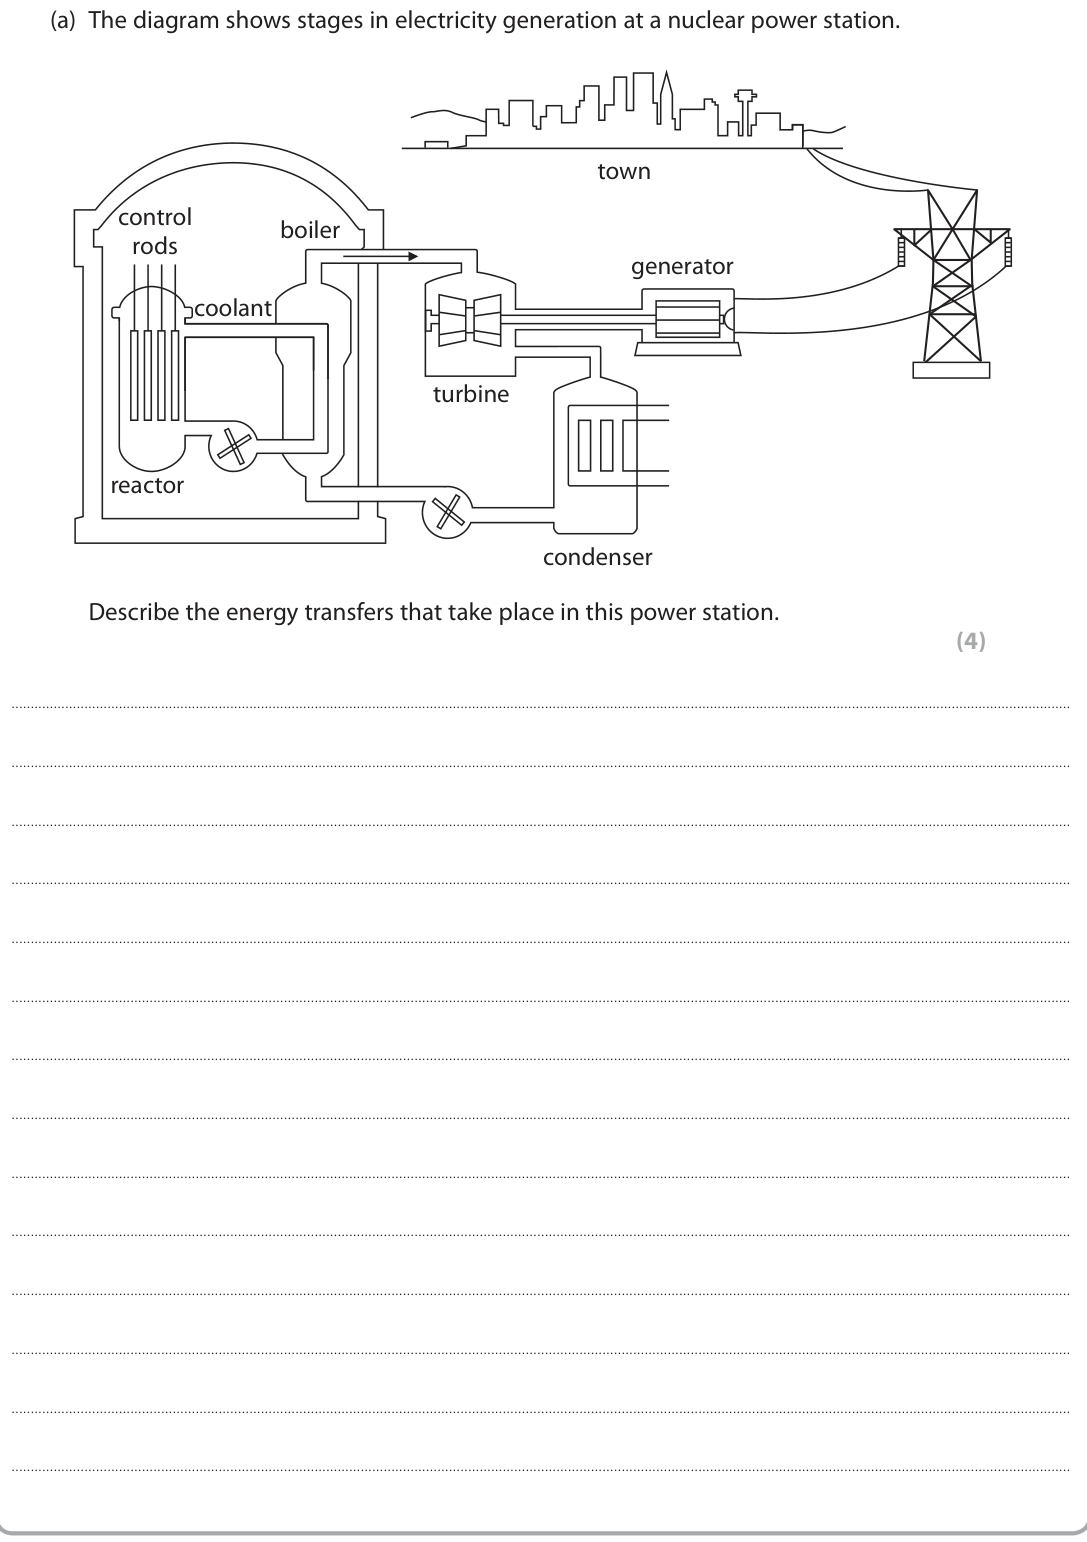 (a) The diagram shows stages in electricity generation at a nuclear power station.
town
control
rods
boiler
generator
coolant
turbine
reactor
condenser
Describe the energy transfers that take place in this power station.
(4)